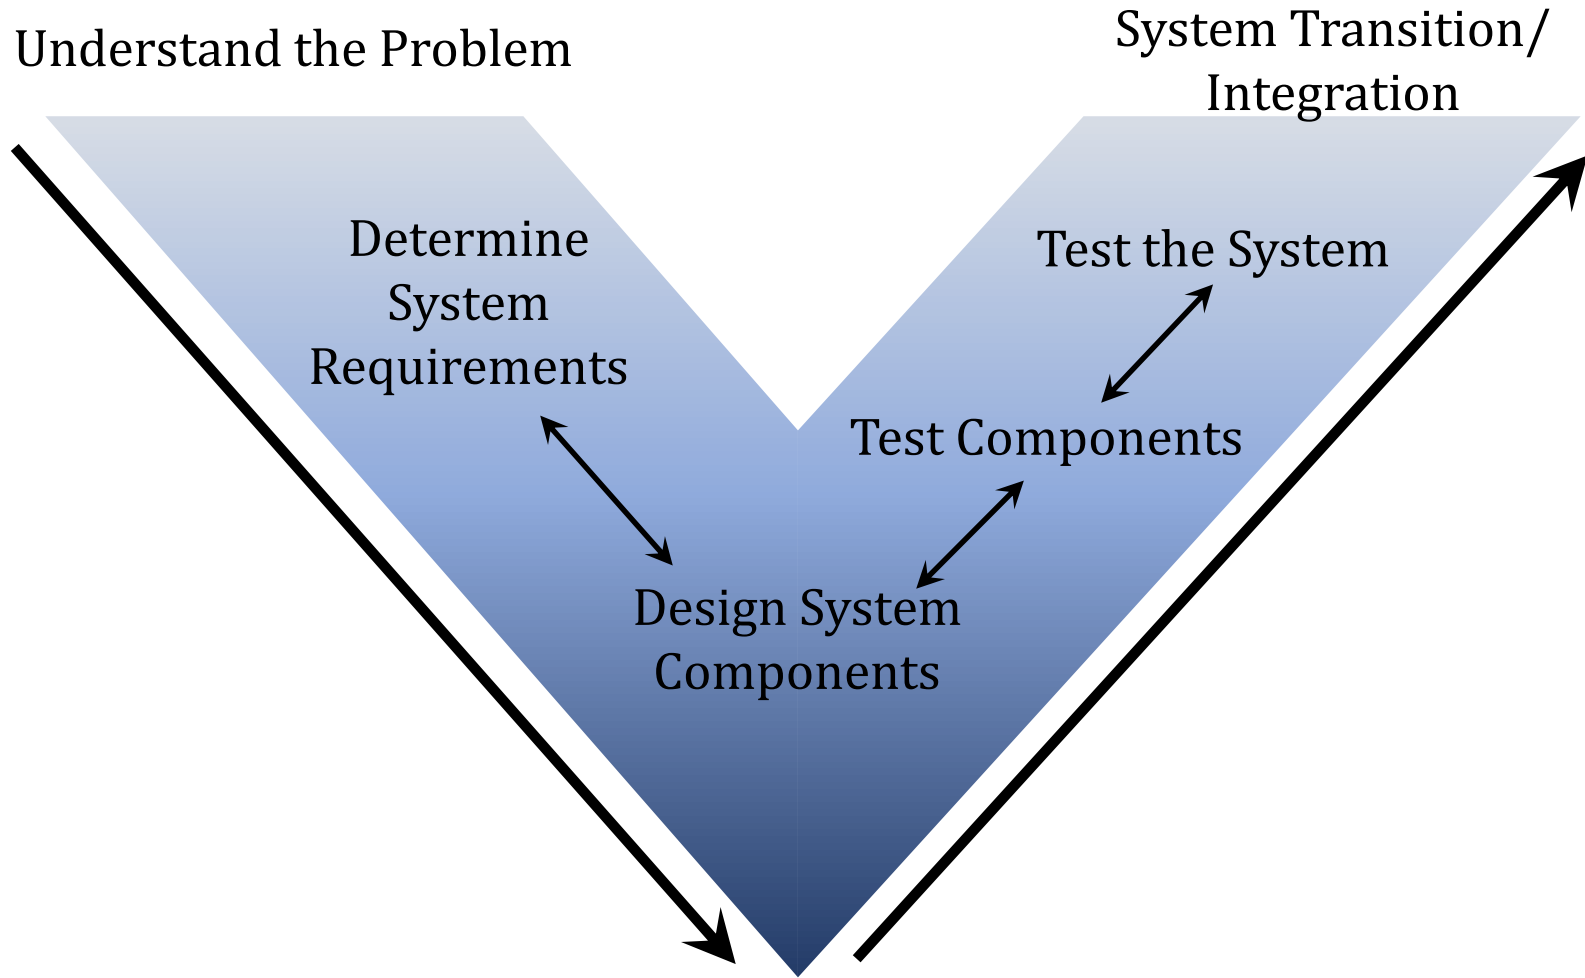 Understand the Problem
System Transition/
Integration
Determine
System
Requirements
Test the System
Test Components
Design System
Components